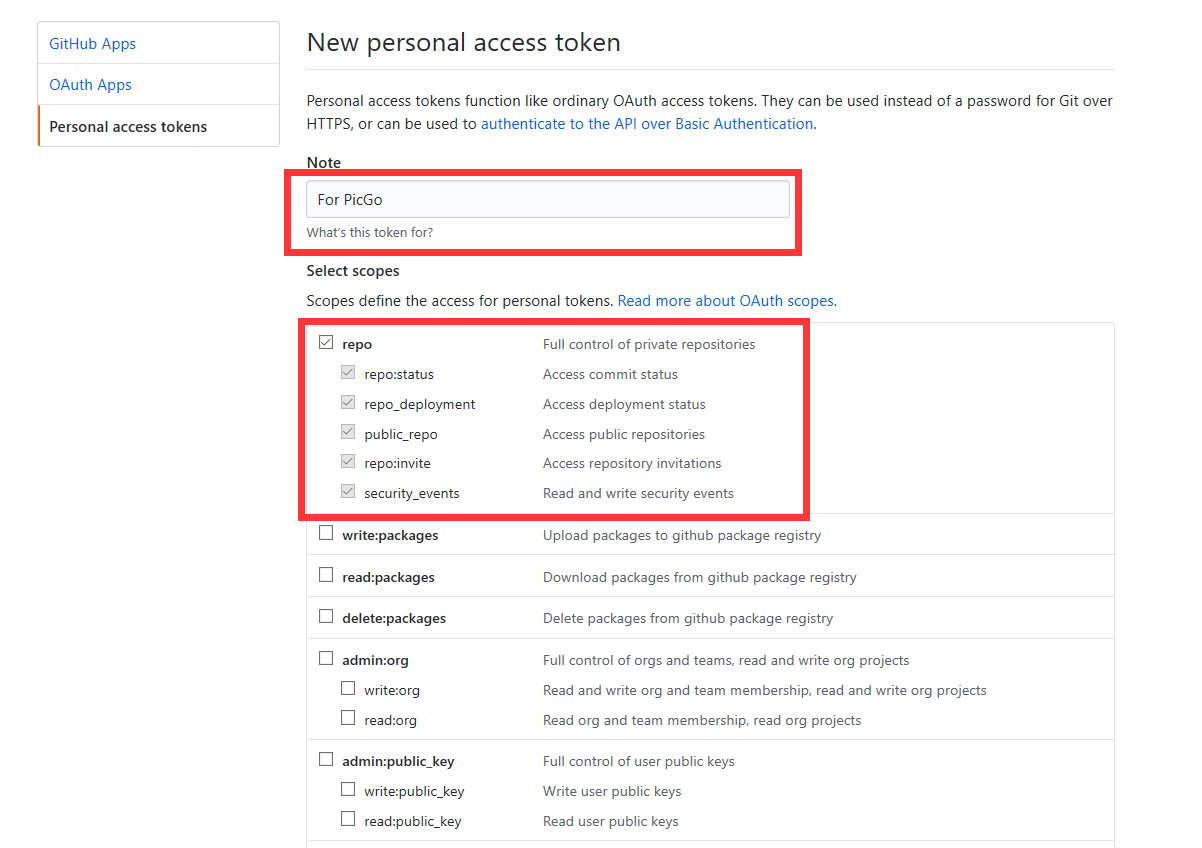 GitHub Apps
OAuth Apps
Personal access tokens
New personal access token
Personal access tokens function like ordinary OAuth access tokens. They can be used instead of a password for Git over
HTTPS, or can be used to authenticate to the API over Basic Authentication.
Note
For PicGo
What's this token for?
Select scopes
Scopes define the access for personal tokens. Read more about OAuth scopes.
repo Full control of private repositories
repo:status Access commit status
repo_deployment Access deployment status
public_repo Access public repositories
repo:invite Access repository invitations
security_events Read and write security events
write:packages Upload packages to github package registry
read:packages Download packages from github package registry
delete:packages Delete packages from github package registry
admin:org Full control of orgs and teams, read and write org projects
write:org Read and write org and team membership, read and write org projects
read:org Read org and team membership, read org projects
admin:public_key Full control of user public keys
write:public_key Write user public keys
read:public_key Read user public keys